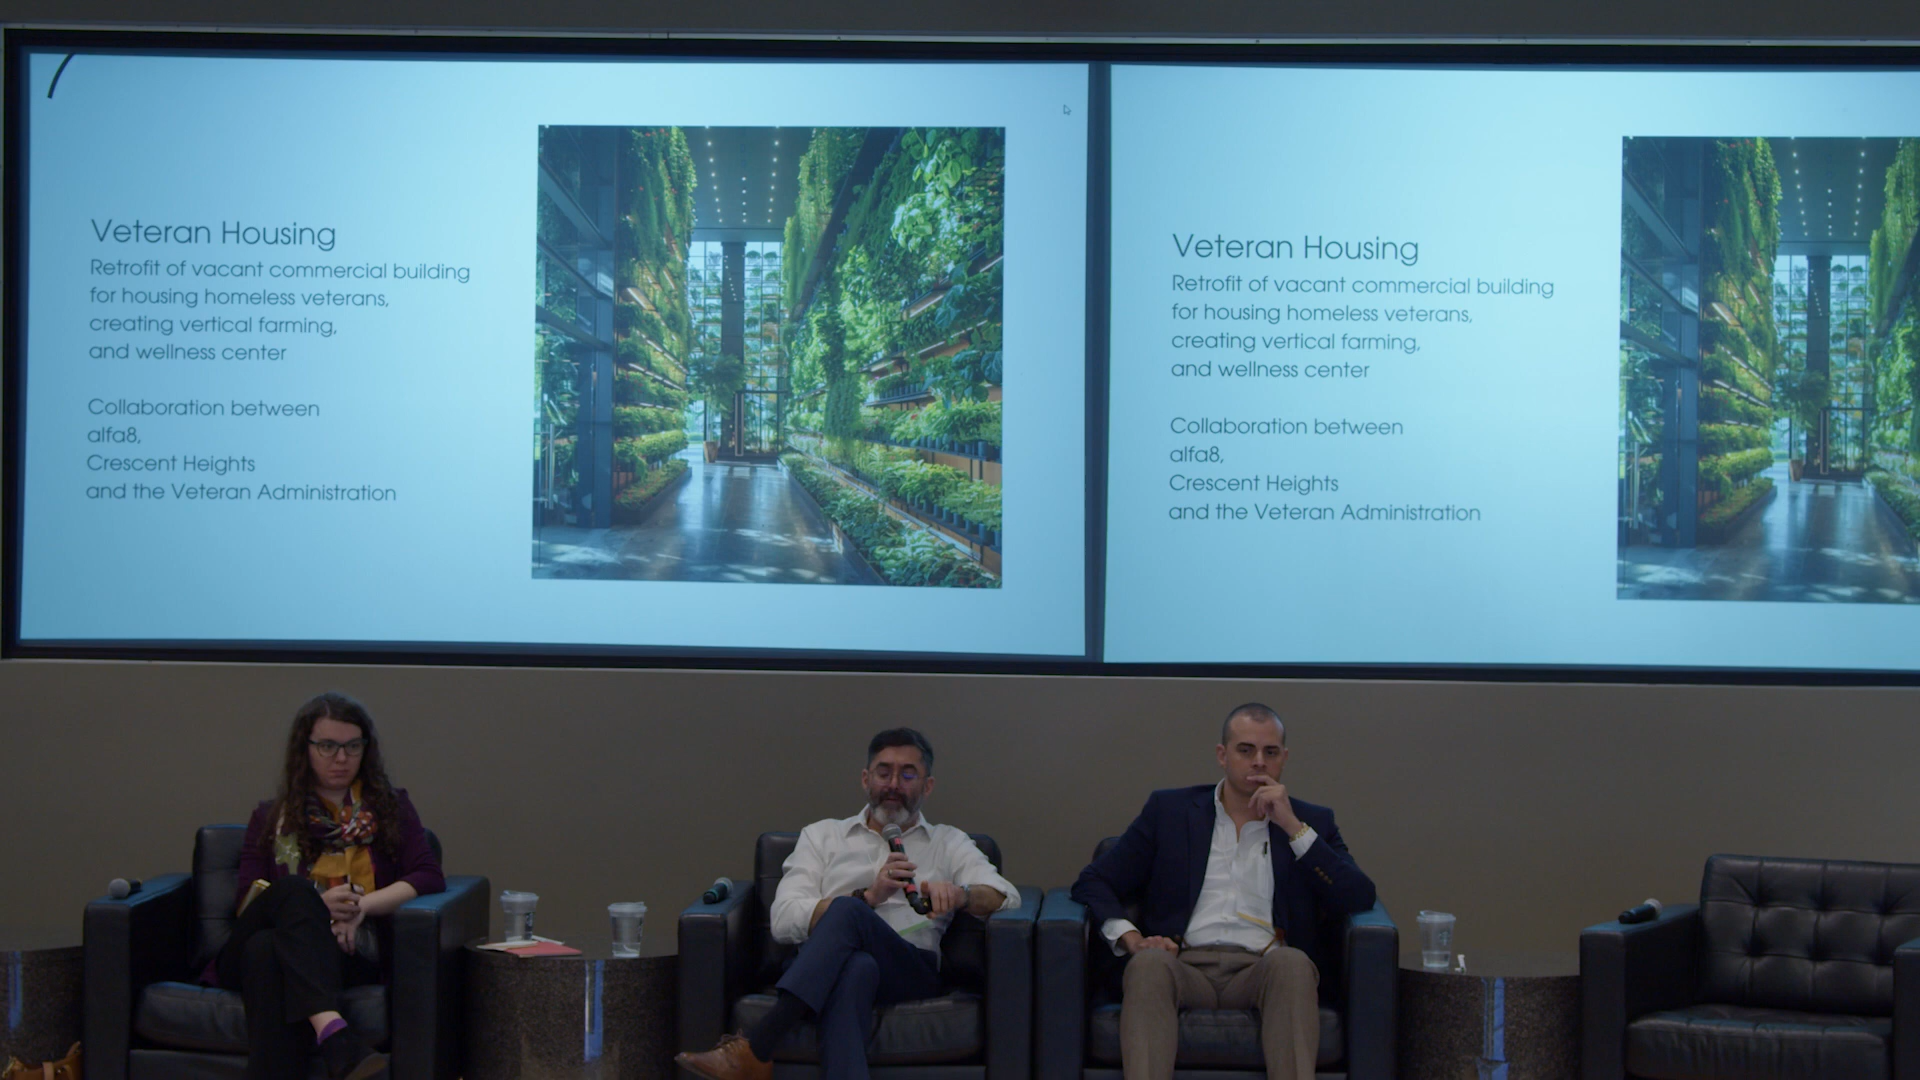 Veteran Housing
Retrofit of vacant commercial building
for housing homeless veterans,
creating vertical farming,
and wellness center
Collaboration between
alfa8,
Crescent Heights
and the Veteran Administration
Veteran Housing
Retrofit of vacant commercial building
for housing homeless veterans,
creating vertical farming,
and wellness center
Collaboration between
alfa8,
Crescent Heights
and the Veteran Administration